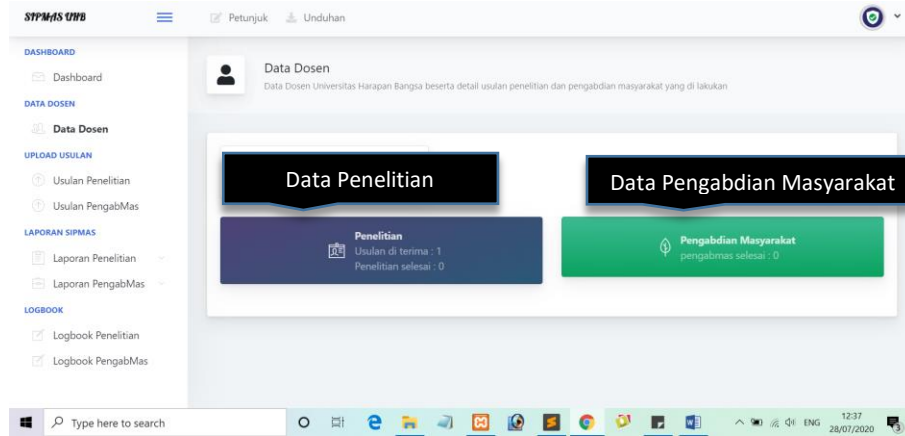 SIPMAS UHB
Petunjuk
Unduhan
DASHBOARD
Dashboard
DATA DOSEN
Data Dosen
UPLOAD USULAN
Usulan Penelitian
Usulan PengabMas
LAPORAN SIPMAS
Laporan Penelitian
Laporan PengabMas
LOGBOOK
Logbook Penelitian
Logbook PengabMas
Data Dosen
Data Dosen Universitas Harapan Bangsa beserta detail usulan penelitian dan pengabdian masyarakat yang di lakukan
Data Penelitian
Data Pengabdian Masyarakat
Penelitian
Usulan di terima : 1
Penelitian selesai : 0
Pengabdian Masyarakat
pengabmas selesai : 0
Type here to search
ENG
12:37
28/07/2020
3